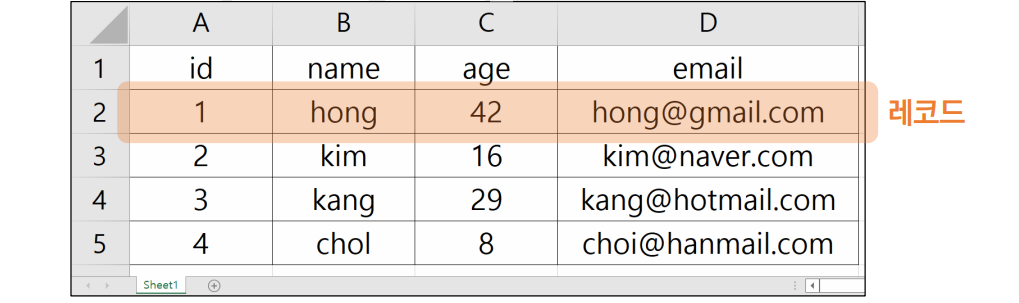 A B C D
1 id name age email
2 1 hong 42 hong@gmail.com 레코드
3 2 kim 16 kim@naver.com
4 3 kang 29 kang@hotmail.com
5 4 chol 8 choi@hanmail.com
Sheet1